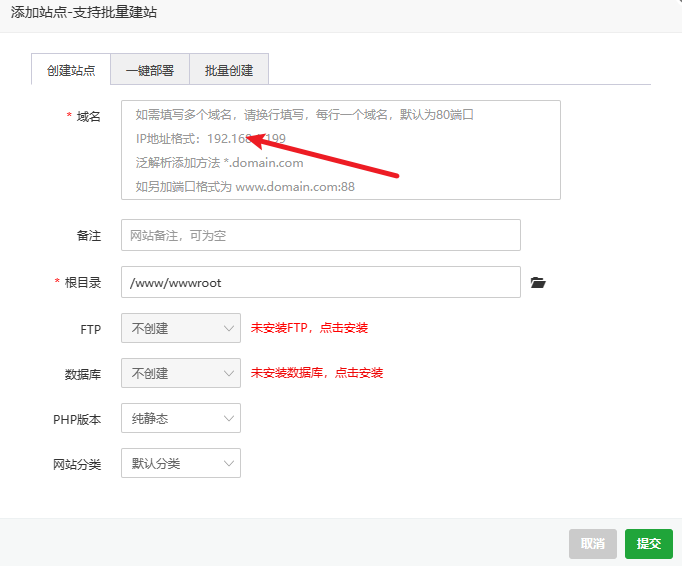 添加站点-支持批量建站
创建站点 一键部署 批量创建
* 域名
如需填写多个域名，请换行填写，每行一个域名，默认为80端口
IP地址格式：192.168 199
泛解析添加方法 *.domain.com
如另加端口格式为 www.domain.com:88
备注 网站备注，可为空
* 根目录 /www/wwwroot
FTP 不创建 未安装FTP，点击安装
数据库 不创建 未安装数据库，点击安装
PHP版本 纯静态
网站分类 默认分类
取消 提交